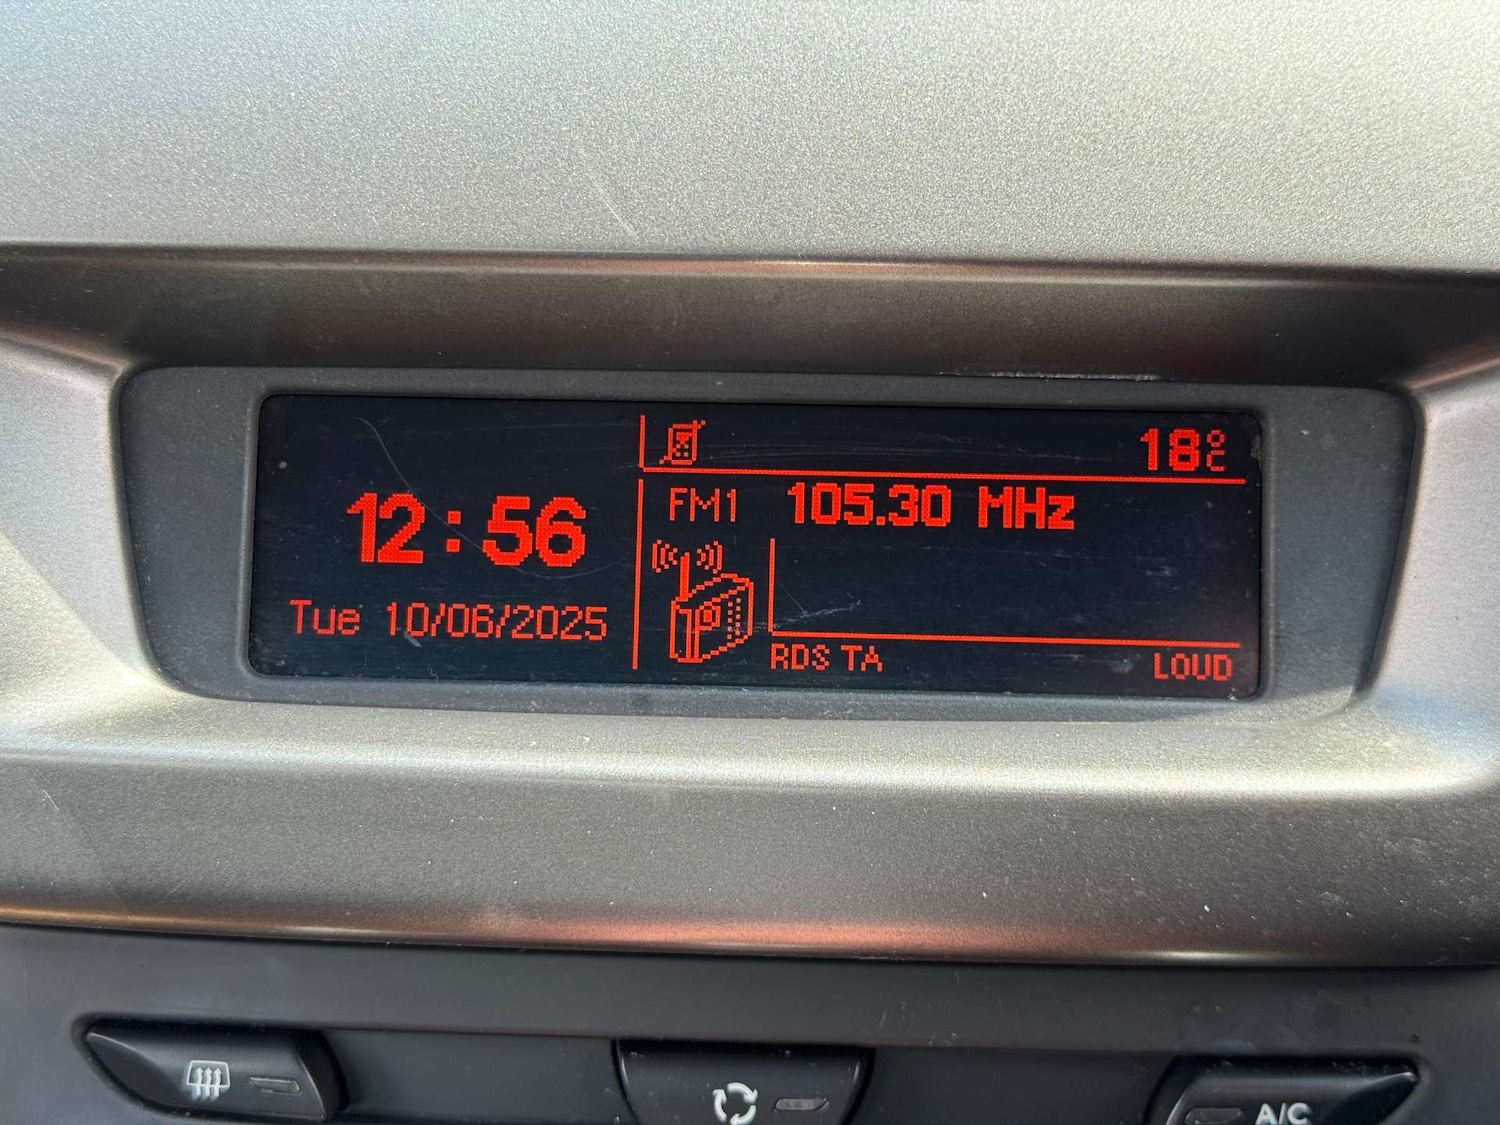 12:56
Tue 10/06/2025
18°C
FM1 105.30 MHz
RDS TA LOUD
A/C